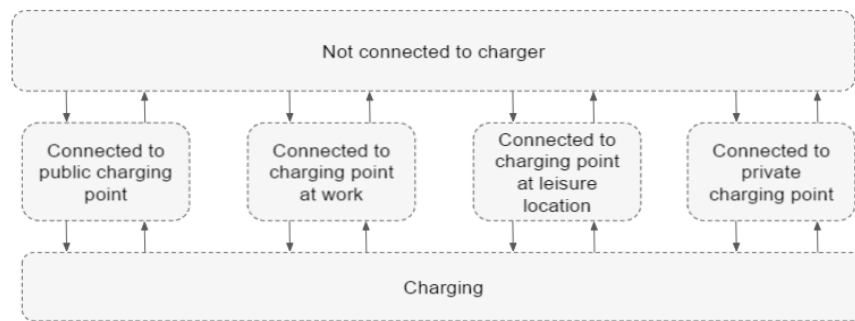 Not connected to charger
Connected to
public charging
point
Connected to
charging point
at work
Connected to
charging point
at leisure
location
Connected to
private
charging point
Charging